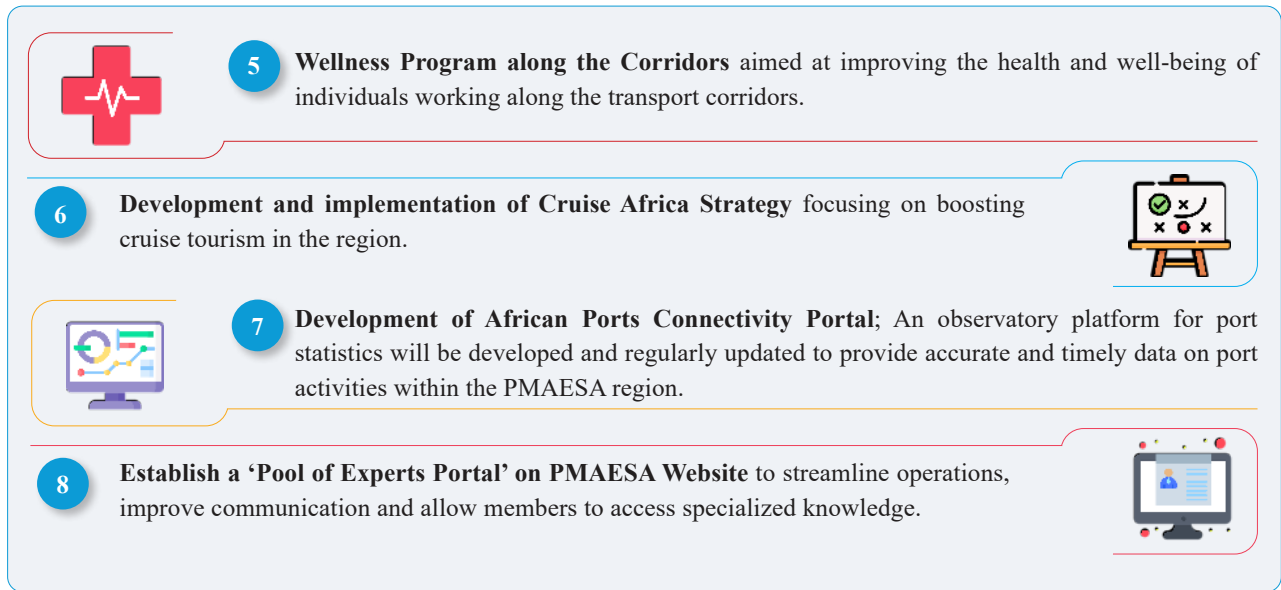 5
Wellness Program along the Corridors aimed at improving the health and well-being of
individuals working along the transport corridors.
6
Development and implementation of Cruise Africa Strategy focusing on boosting
cruise tourism in the region.
7
Development of African Ports Connectivity Portal; An observatory platform for port
statistics will be developed and regularly updated to provide accurate and timely data on port
activities within the PMAESA region.
8
Establish a ‘Pool of Experts Portal’ on PMAESA Website to streamline operations,
improve communication and allow members to access specialized knowledge.